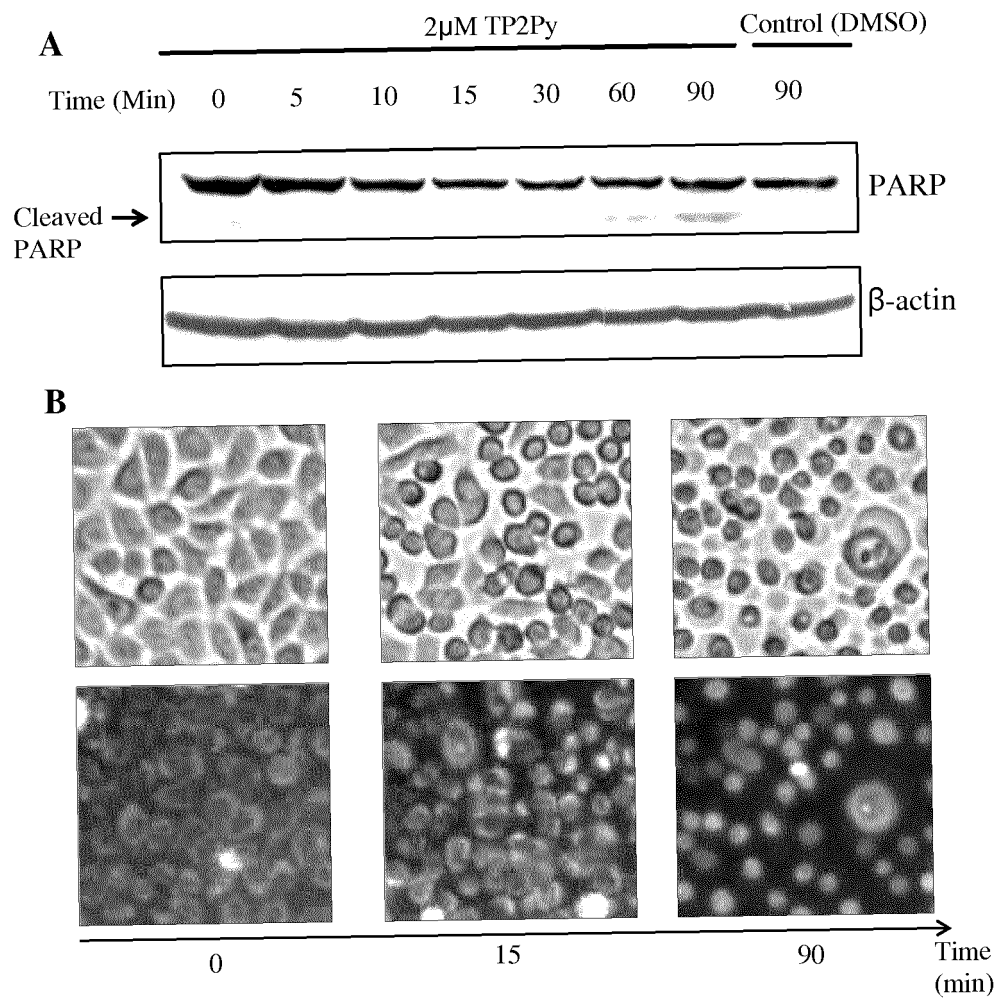 A
2μM TP2Py
Control (DMSO)
Time (Min) 0 5 10 15 30 60 90 90
PARP
Cleaved
PARP
β-actin
B
0 15 90
Time
(min)